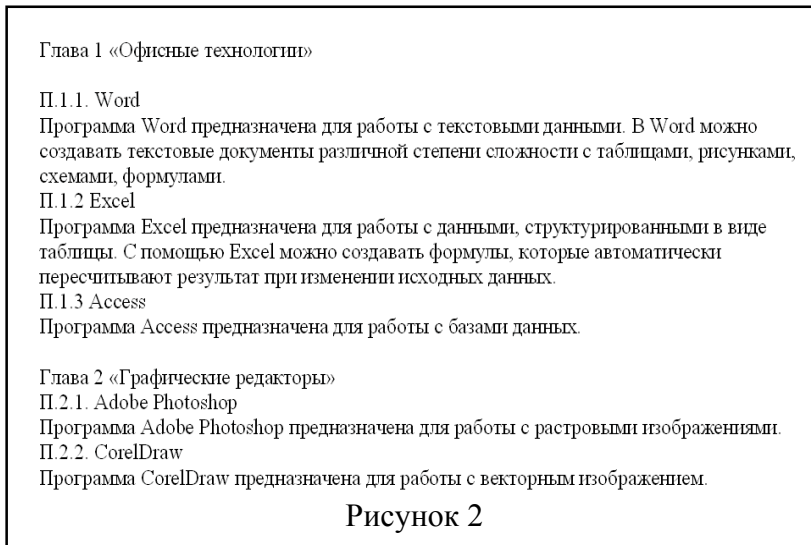 Глава 1 «Офисные технологии»
П.1.1. Word
Программа Word предназначена для работы с текстовыми данными. В Word можно
создавать текстовые документы различной степени сложности с таблицами, рисунками,
схемами, формулами.
П.1.2 Excel
Программа Excel предназначена для работы с данными, структурированными в виде
таблицы. С помощью Excel можно создавать формулы, которые автоматически
пересчитывают результат при изменении исходных данных.
П.1.3 Access
Программа Access предназначена для работы с базами данных.
Глава 2 «Графические редакторы»
П.2.1. Adobe Photoshop
Программа Adobe Photoshop предназначена для работы с растровыми изображениями.
П.2.2. CorelDraw
Программа CorelDraw предназначена для работы с векторным изображением.
Рисунок 2